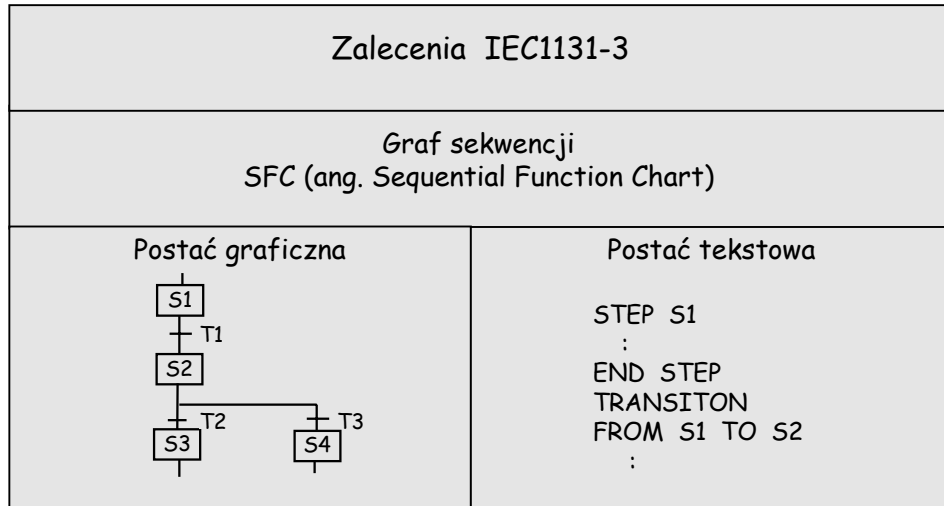 Zalecenia IEC1131-3
Graf sekwencji
SFC (ang. Sequential Function Chart)
Postać graficzna
S1
T1
S2
T2
T3
S3
S4
Postać tekstowa
STEP S1
:
END STEP
TRANSITON
FROM S1 TO S2
: